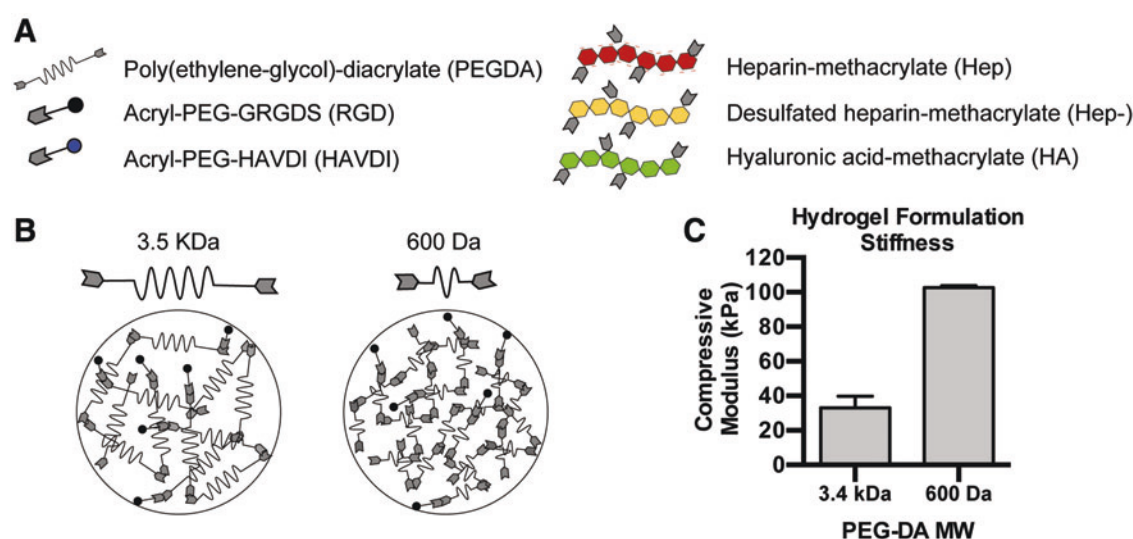 A
Poly(ethylene-glycol)-diacrylate (PEGDA)
Acryl-PEG-GRGDS (RGD)
Acryl-PEG-HAVDI (HAVDI)
Heparin-methacrylate (Hep)
Desulfated heparin-methacrylate (Hep-)
Hyaluronic acid-methacrylate (HA)
B
3.5 KDa
600 Da
C
Hydrogel Formulation
Stiffness
Compressive
Modulus (kPa)
120
100
80
60
40
20
0
3.4 kDa
600 Da
PEG-DA MW